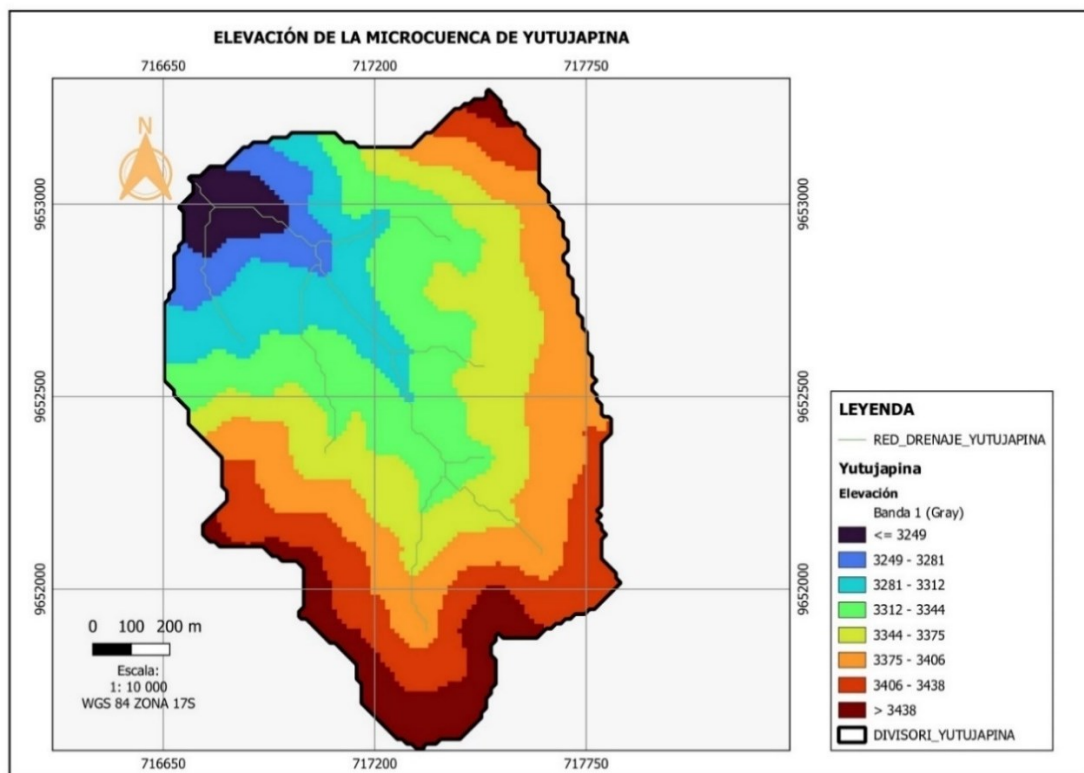 ELEVACIÓN DE LA MICROCUENCA DE YUTUJAPINA
716650 717200 717750
N
9653000 9653000
9652500 9652500
9652000 9652000
0 100 200 m
Escala:
1: 10 000
WGS 84 ZONA 17S
716650 717200 717750
LEYENDA
RED_DRENAJE_YUTUJAPINA
Yutujapina
Elevación
Banda 1 (Gray)
<= 3249
3249 - 3281
3281 - 3312
3312 - 3344
3344 - 3375
3375 - 3406
3406 - 3438
> 3438
DIVISORI_YUTUJAPINA